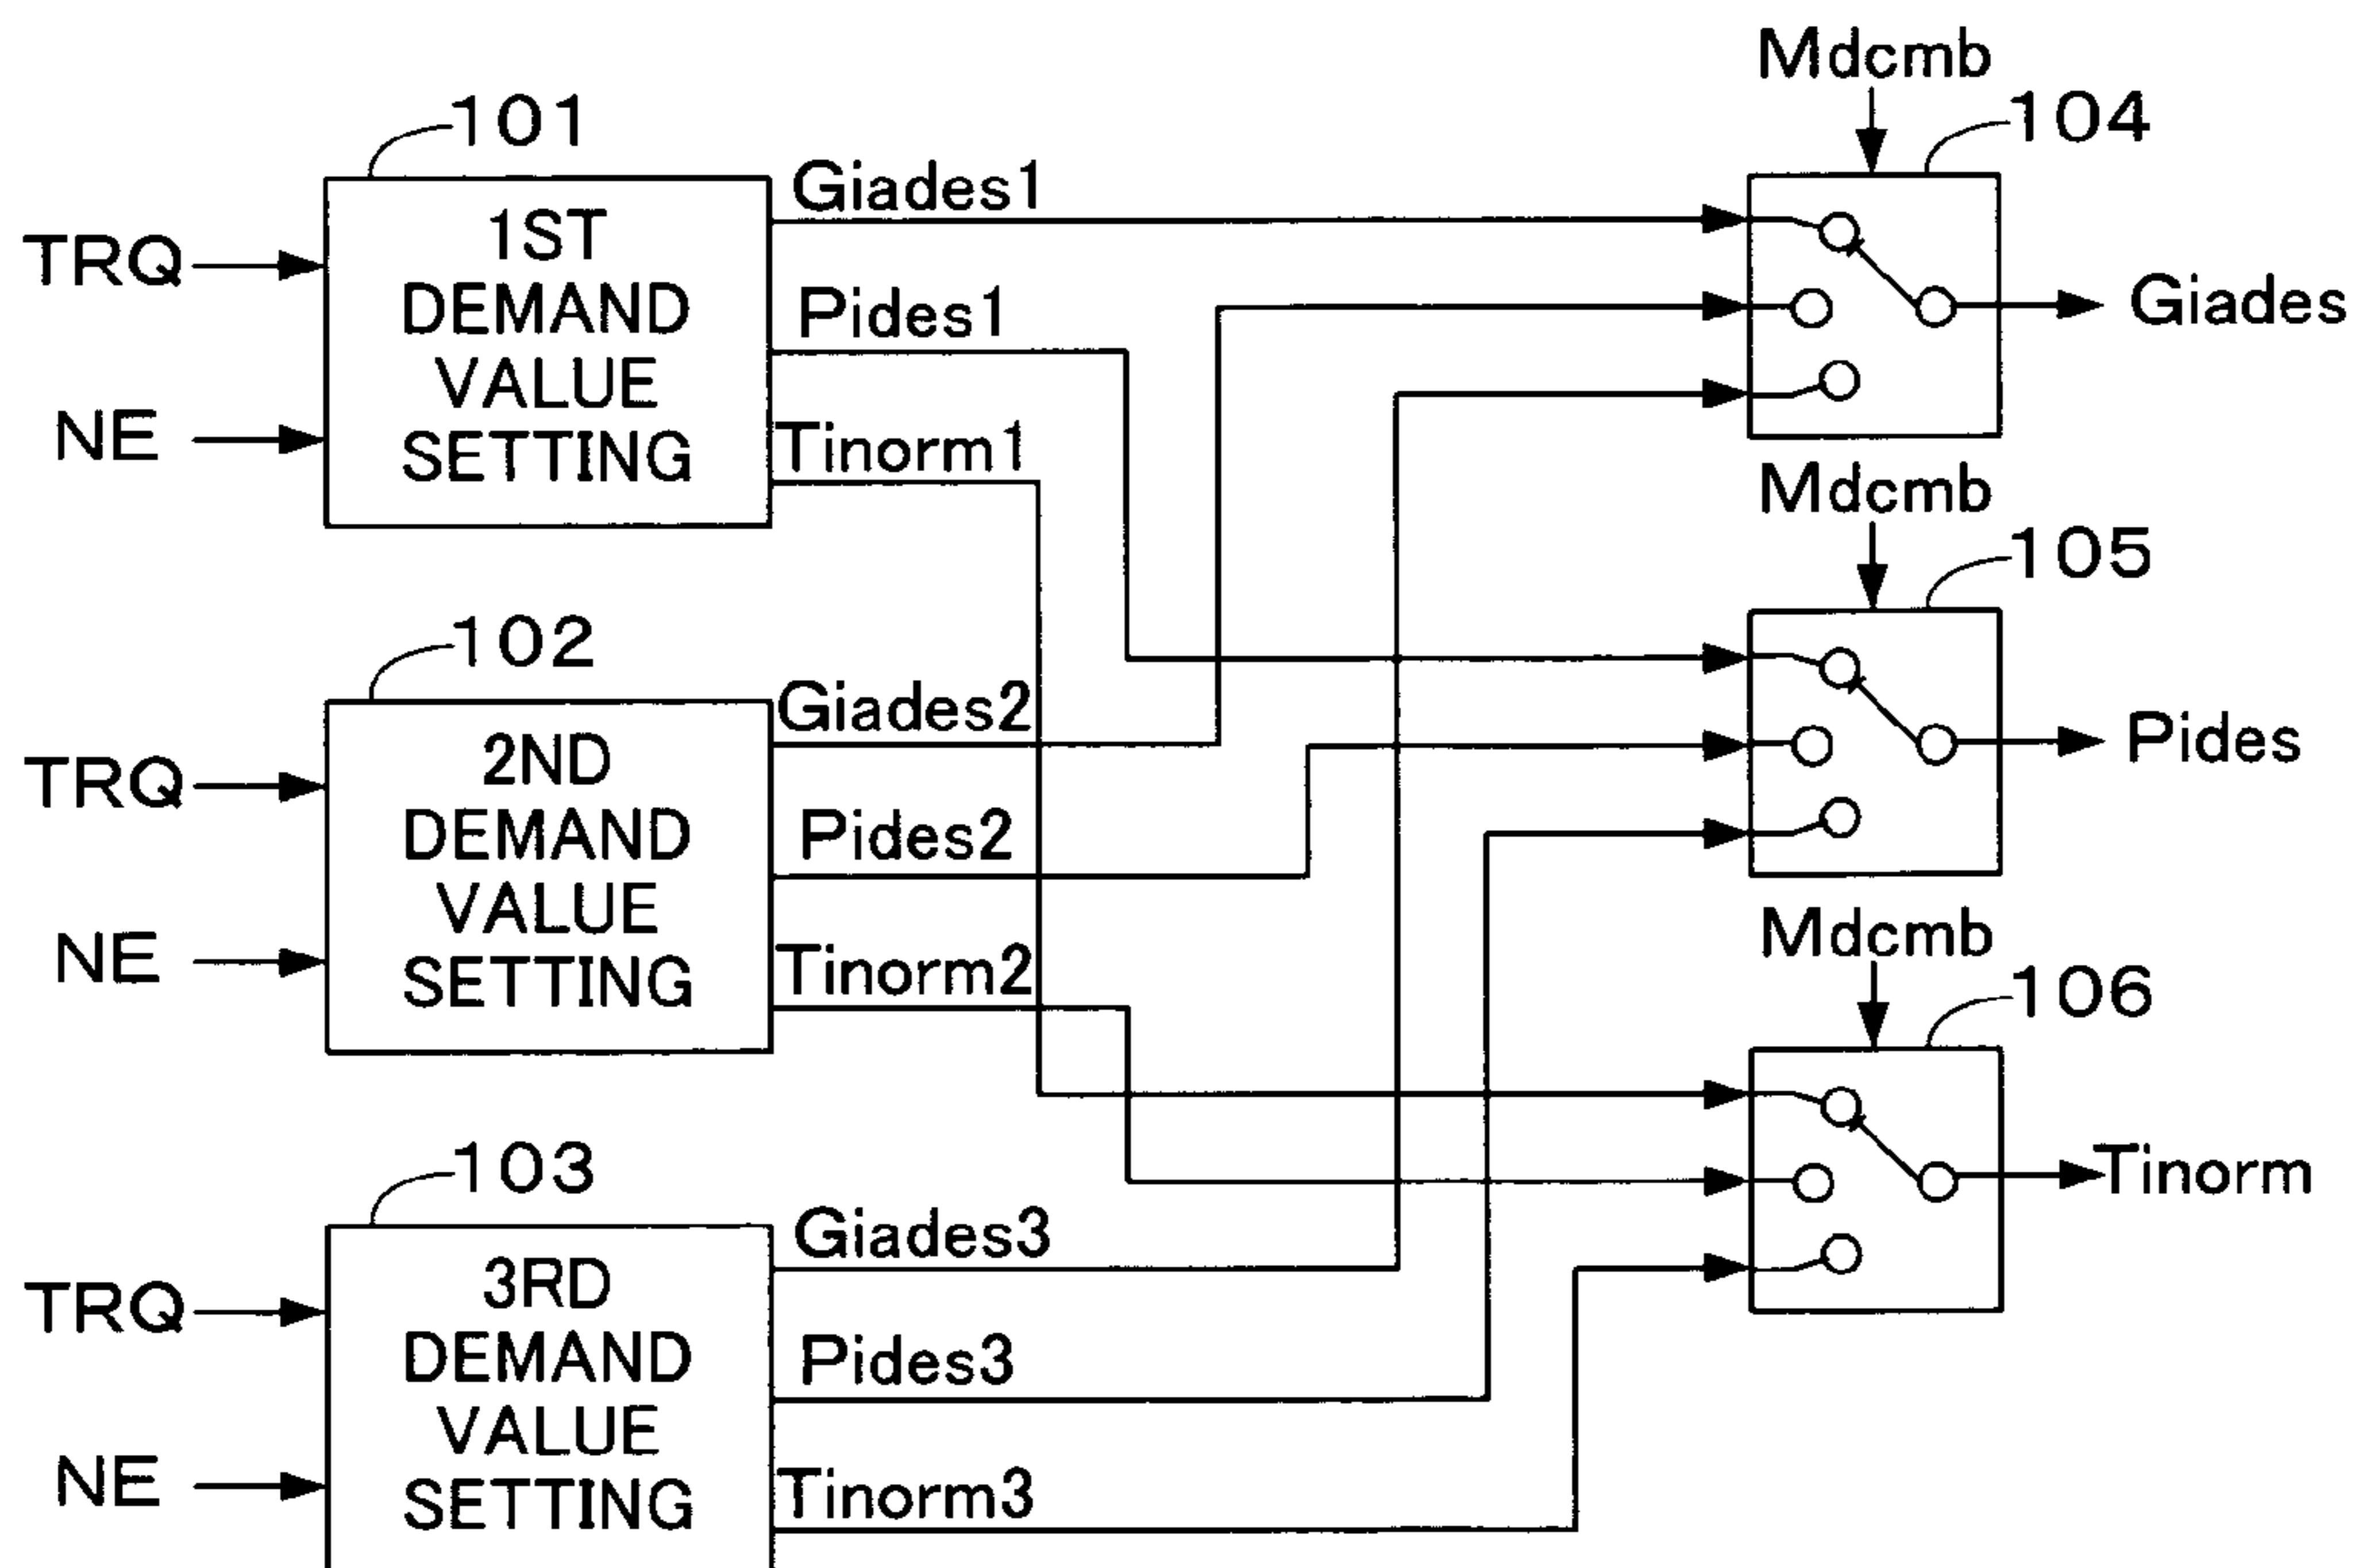 Mdcmb
101
104
1ST
DEMAND
VALUE
SETTING
TRQ
NE
Giades1
Pides1
Tinorm1
Giades
Mdcmb
105
102
2ND
DEMAND
VALUE
SETTING
TRQ
NE
Giades2
Pides2
Tinorm2
Pides
Mdcmb
106
103
3RD
DEMAND
VALUE
SETTING
TRQ
NE
Giades3
Pides3
Tinorm3
Tinorm